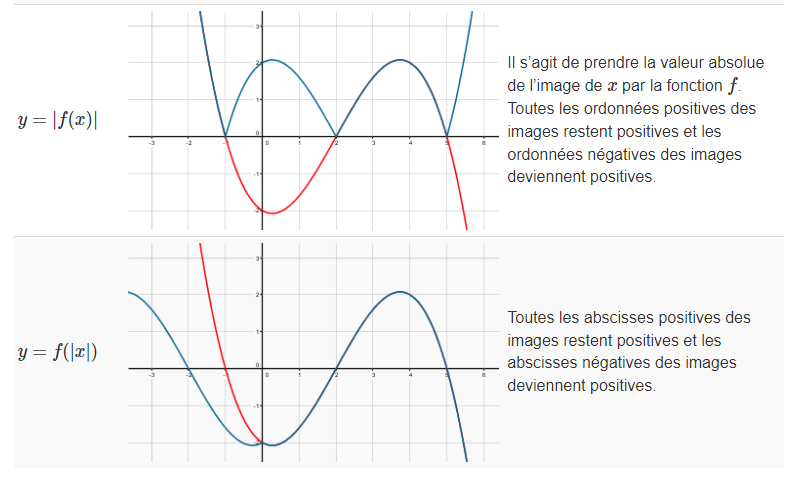 y = |f(x)|
3
2
1
0
-3 -2 -1 0 1 2 3 4 5 6
-1
-2
Il s'agit de prendre la valeur absolue
de l'image de x par la fonction f.
Toutes les ordonnées positives des
images restent positives et les
ordonnées négatives des images
deviennent positives.
y = f(|x|)
3
2
1
0
-3 -2 -1 0 1 2 3 4 5 6
-1
-2
Toutes les abscisses positives des
images restent positives et les
abscisses négatives des images
deviennent positives.